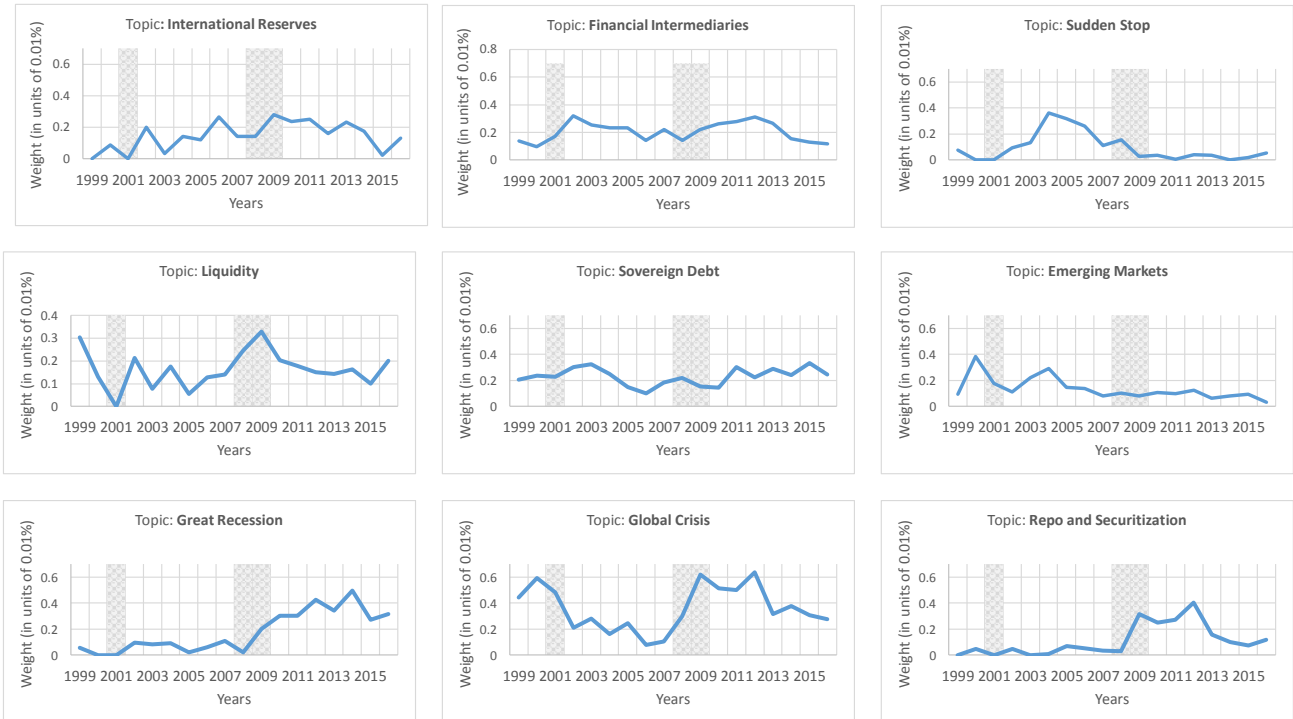 Topic: International Reserves
Weight (in units of 0.01%)
0.6
0.4
0.2
0
1999 2001 2003 2005 2007 2009 2011 2013 2015
Years
Topic: Financial Intermediaries
Weight (in units of 0.01%)
0.8
0.6
0.4
0.2
0
1999 2001 2003 2005 2007 2009 2011 2013 2015
Years
Topic: Sudden Stop
Weight (in units of 0.01%)
0.6
0.4
0.2
0
1999 2001 2003 2005 2007 2009 2011 2013 2015
Years
Topic: Liquidity
Weight (in units of 0.01%)
0.4
0.3
0.2
0.1
0
1999 2001 2003 2005 2007 2009 2011 2013 2015
Years
Topic: Sovereign Debt
Weight (in units of 0.01%)
0.6
0.4
0.2
0
1999 2001 2003 2005 2007 2009 2011 2013 2015
Years
Topic: Emerging Markets
Weight (in units of 0.01%)
0.6
0.4
0.2
0
1999 2001 2003 2005 2007 2009 2011 2013 2015
Years
Topic: Great Recession
Weight (in units of 0.01%)
0.6
0.4
0.2
0
1999 2001 2003 2005 2007 2009 2011 2013 2015
Years
Topic: Global Crisis
Weight (in units of 0.01%)
0.6
0.4
0.2
0
1999 2001 2003 2005 2007 2009 2011 2013 2015
Years
Topic: Repo and Securitization
Weight (in units of 0.01%)
0.6
0.4
0.2
0
1999 2001 2003 2005 2007 2009 2011 2013 2015
Years